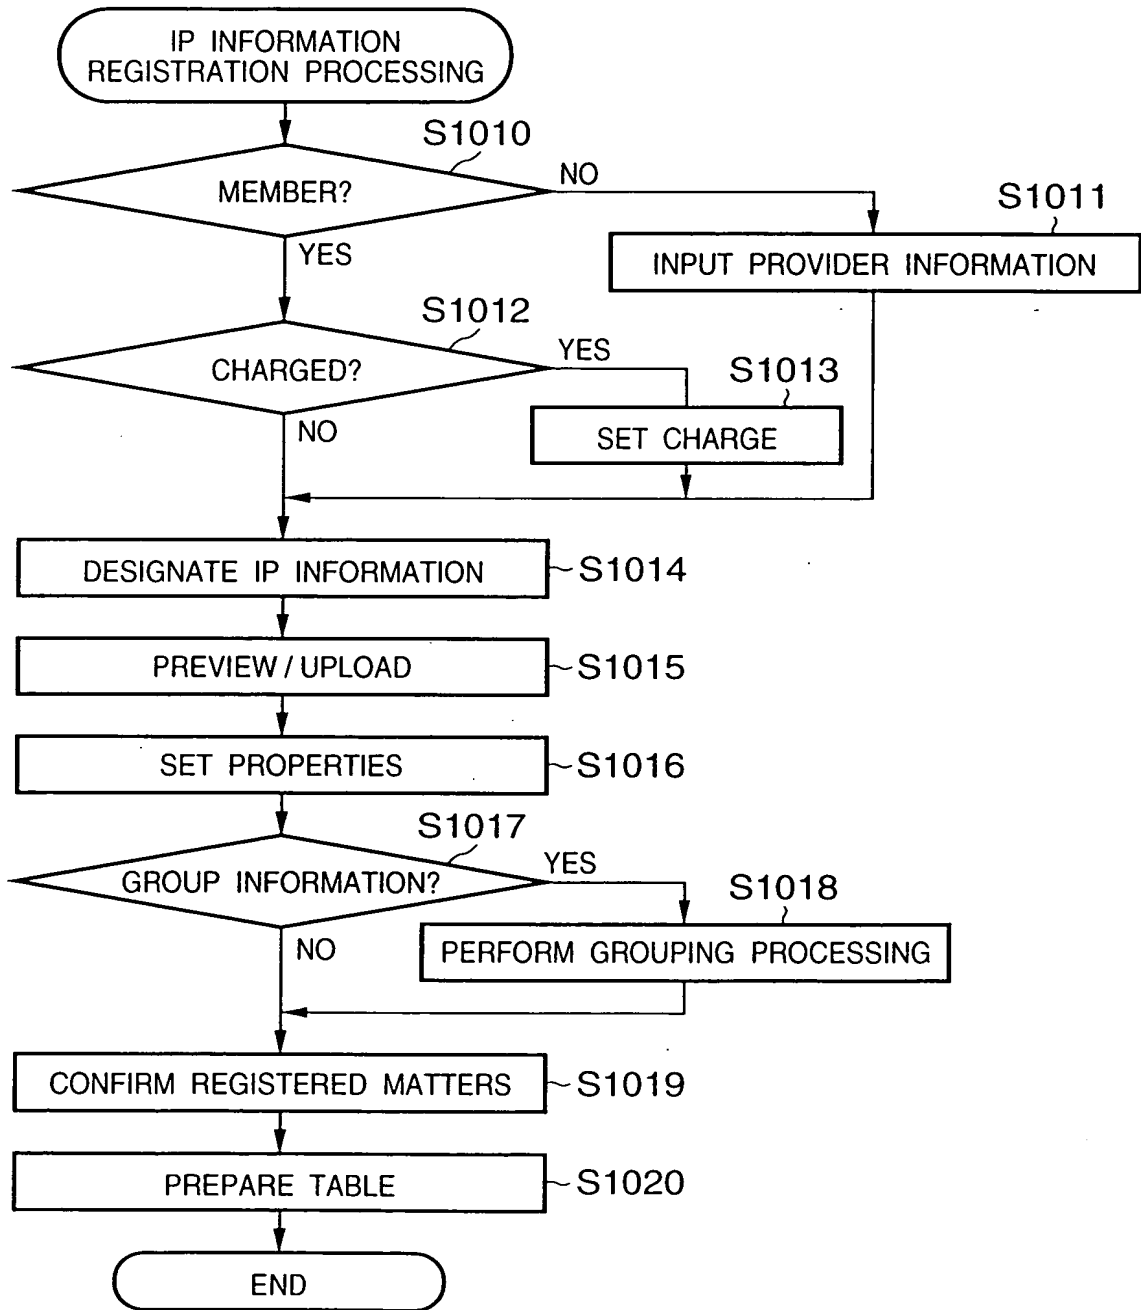 IP INFORMATION
REGISTRATION PROCESSING
S1010
MEMBER?
NO
YES
S1011
INPUT PROVIDER INFORMATION
S1012
CHARGED?
YES
NO
S1013
SET CHARGE
DESIGNATE IP INFORMATION
S1014
PREVIEW / UPLOAD
S1015
SET PROPERTIES
S1016
S1017
GROUP INFORMATION?
YES
NO
S1018
PERFORM GROUPING PROCESSING
CONFIRM REGISTERED MATTERS
S1019
PREPARE TABLE
S1020
END